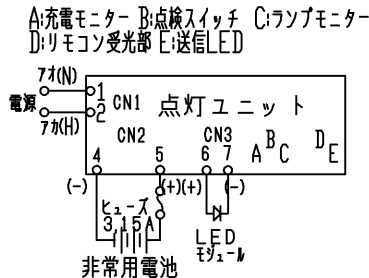 A:充電モニター B:点検スイッチ C:ランプモニター
D:リモコン受光部 E:送信LED
アオ(N)
電源
1
CN1
点灯ユニット
2
アカ(H)
CN2
CN3
A
B
C
D
E
4
5
6
7
(-)
(+)
(+)
(-)
ヒューズ
3.15A
LED
モジュール
非常用電池